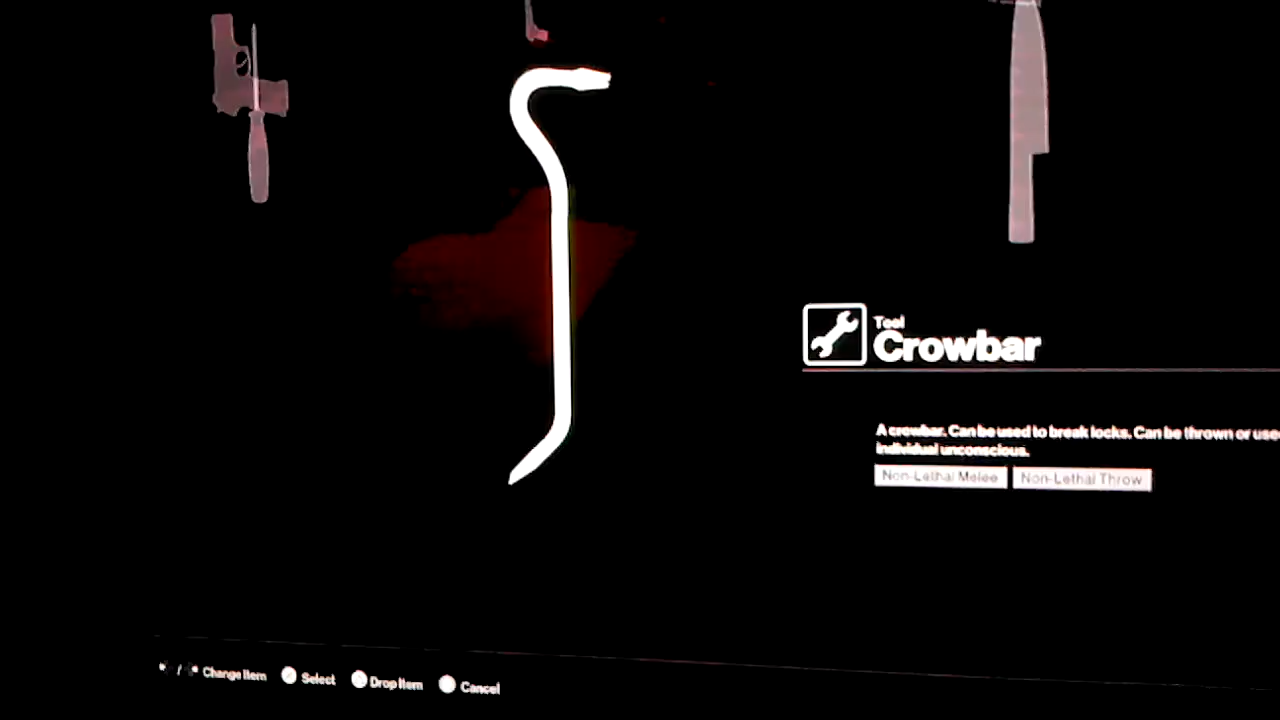 Tool
Crowbar
A crowbar. Can be used to break locks. Can be thrown or use
individual unconscious.
Non-Lethal Melee Non-Lethal Throw
/ Change Item Select Drop Item Cancel